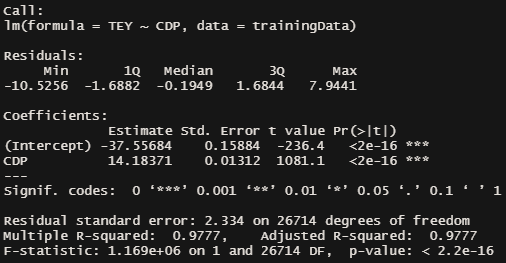 Call:
lm(formula = TEY ~ CDP, data = trainingData)
Residuals:
Min 1Q Median 3Q Max
-10.5256 -1.6882 -0.1949 1.6844 7.9441
Coefficients:
Estimate Std. Error t value Pr(>|t|)
(Intercept) -37.55684 0.15884 -236.4 <2e-16 ***
CDP 14.18371 0.01312 1081.1 <2e-16 ***
---
Signif. codes: 0 ‘***’ 0.001 ‘**’ 0.01 ‘*’ 0.05 ‘.’ 0.1 ‘ ’ 1
Residual standard error: 2.334 on 26714 degrees of freedom
Multiple R-squared: 0.9777, Adjusted R-squared: 0.9777
F-statistic: 1.169e+06 on 1 and 26714 DF, p-value: < 2.2e-16